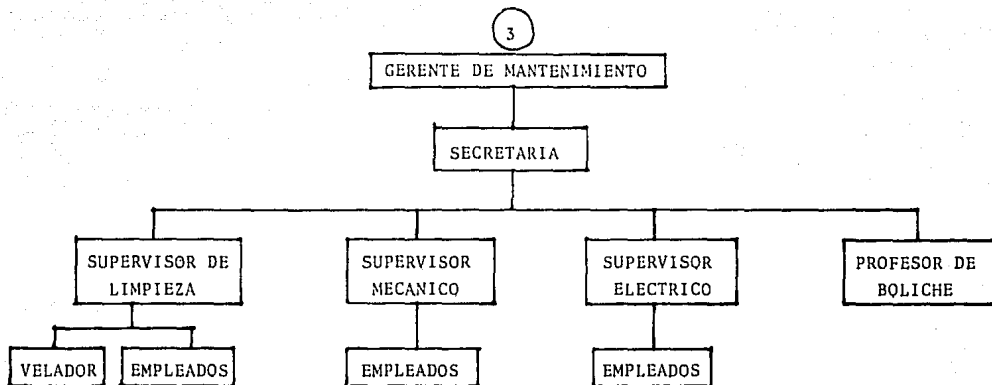 3
GERENTE DE MANTENIMIENTO
SECRETARIA
SUPERVISOR DE
LIMPIEZA
SUPERVISOR
MECANICO
SUPERVISOR
ELECTRICO
PROFESOR DE
BOLICHE
VELADOR
EMPLEADOS
EMPLEADOS
EMPLEADOS